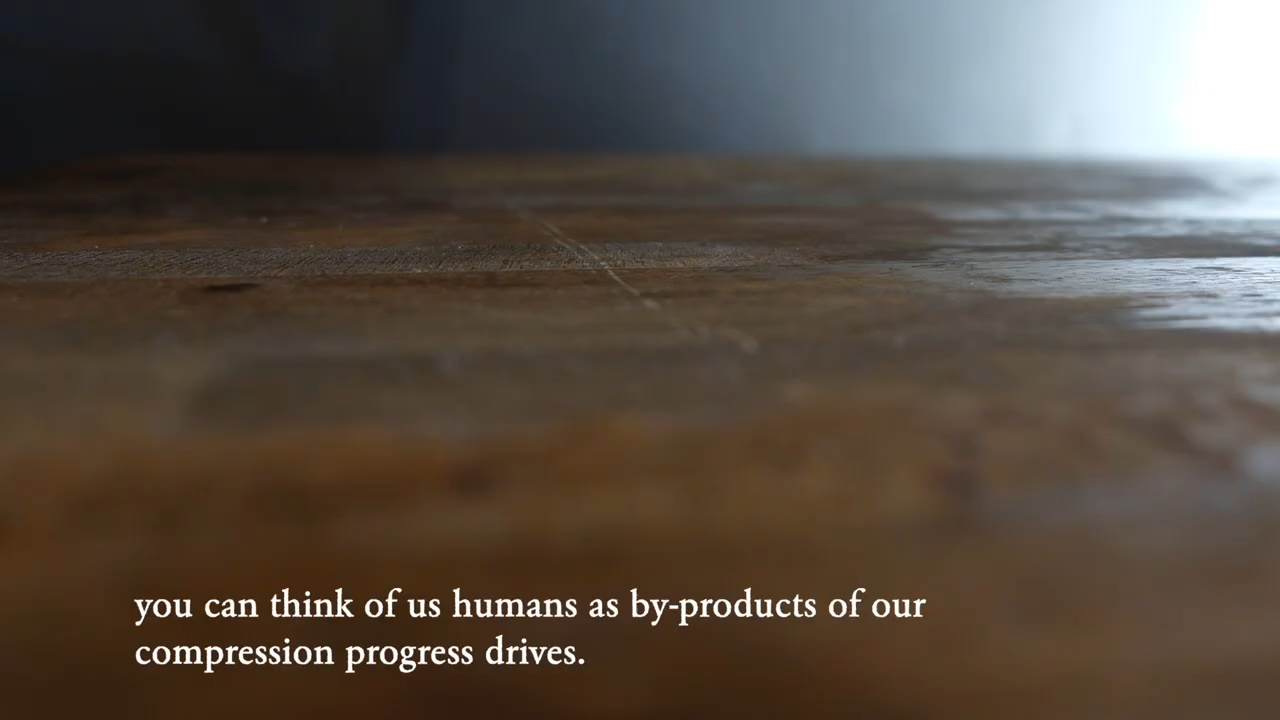 you can think of us humans as by-products of our
compression progress drives.